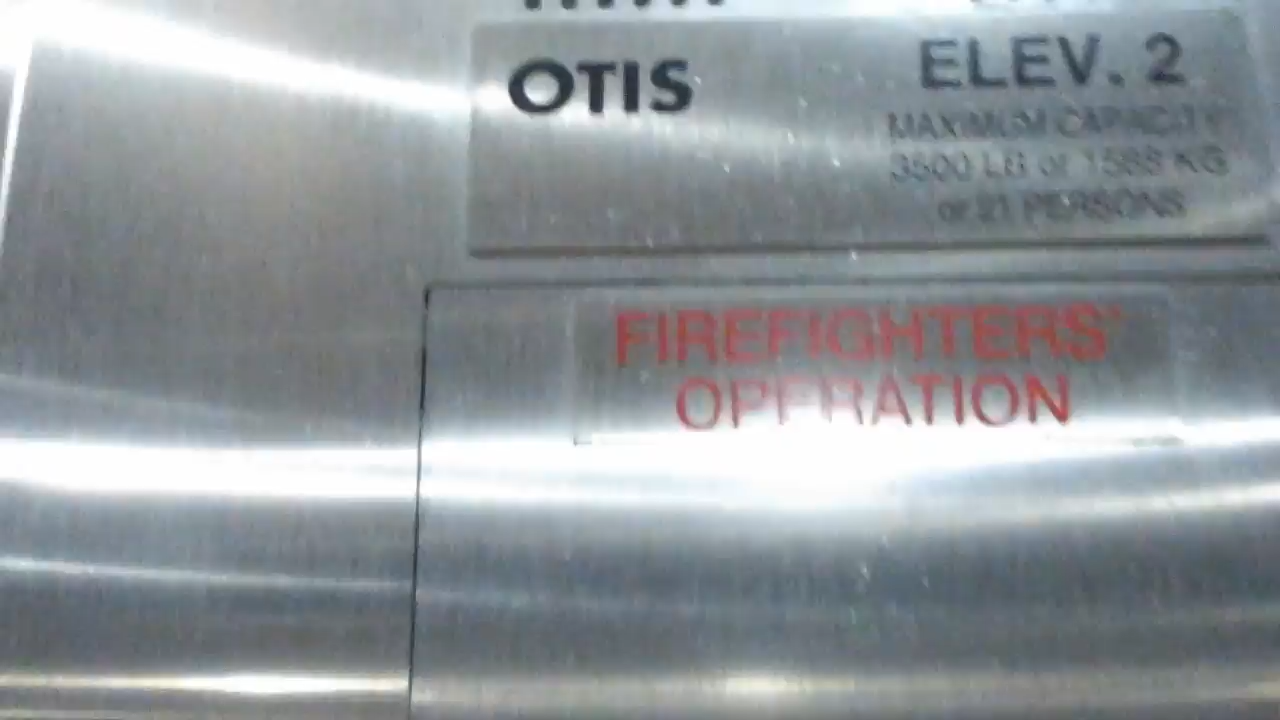 OTIS
ELEV. 2
MAXIMUM CAPACITY
3500 LB or 1588 KG
or 21 PERSONS
FIREFIGHTERS'
OPERATION